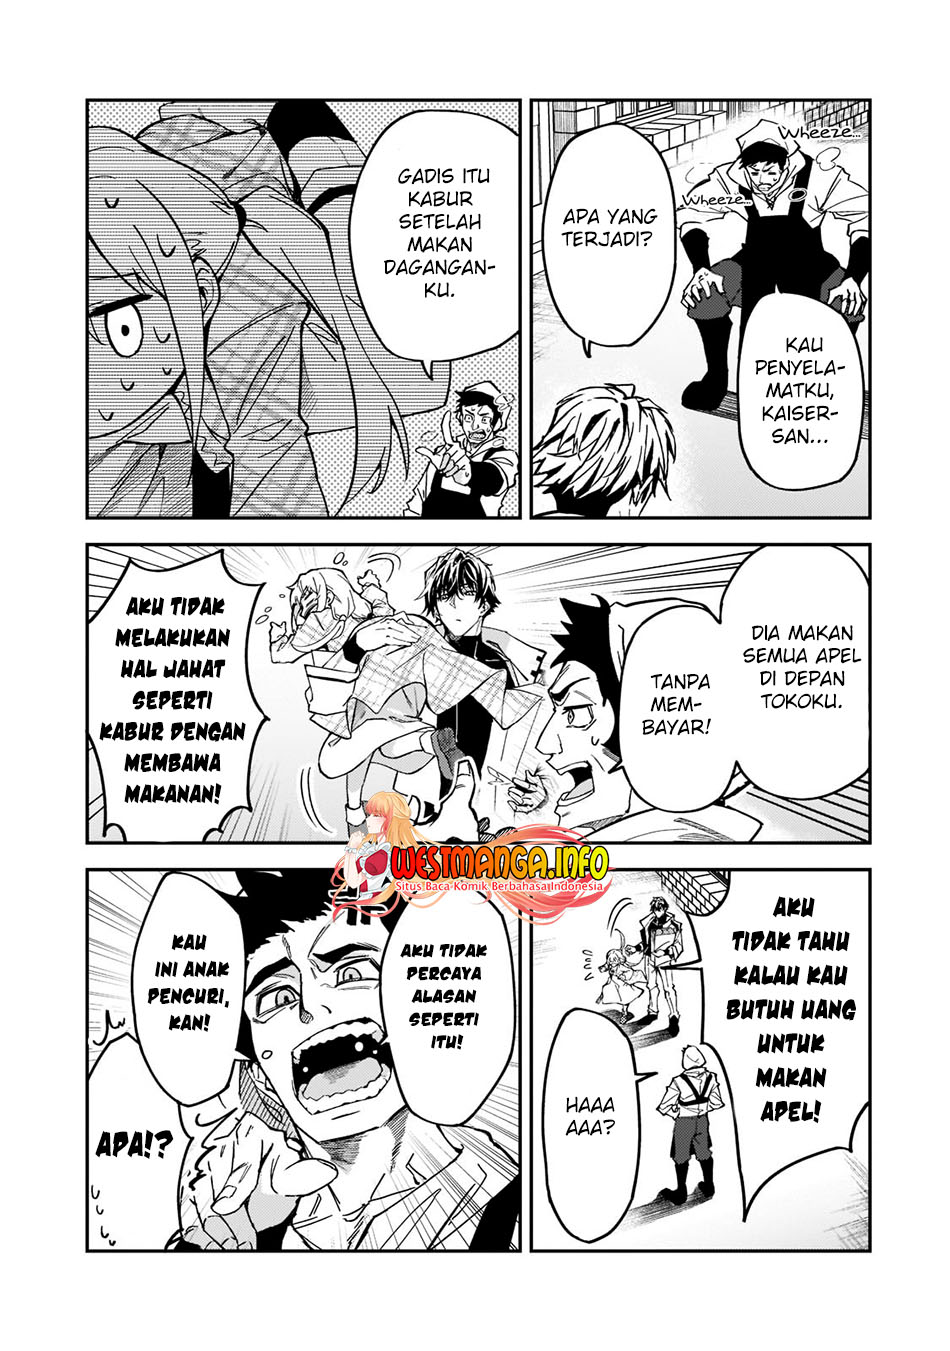 Wheeze...
Wheeze...
KAU
PENYELA-
MATKU,
KAISER-
SAN...
APA YANG
TERJADI?
GADIS ITU
KABUR
SETELAH
MAKAN
DAGANGAN-
KU.
DIA MAKAN
SEMUA APEL
DI DEPAN
TOKOKU.
TANPA
MEM-
BAYAR!
AKU TIDAK
MELAKUKAN
HAL JAHAT
SEPERTI
KABUR DENGAN
MEMBAWA
MAKANAN!
WESTMANGA.INFO
Situs Baca Komik Berbahasa Indonesia
AKU
TIDAK TAHU
KALAU KAU
BUTUH UANG
UNTUK
MAKAN
APEL!
HAAA
AAA?
AKU TIDAK
PERCAYA
ALASAN
SEPERTI
ITU!
KAU
INI ANAK
PENCURI,
KAN!
APA!?